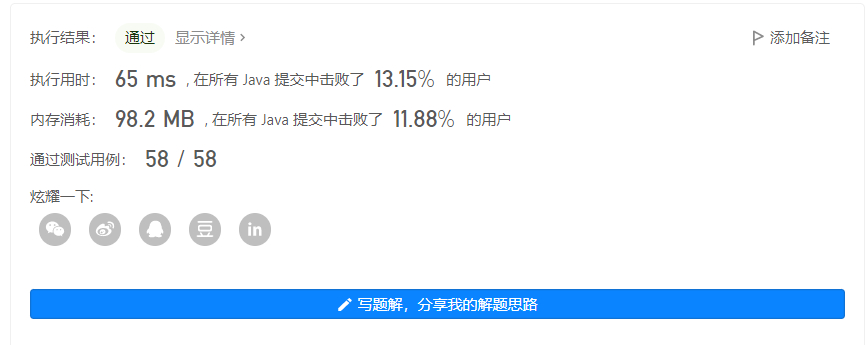 执行结果： 通过 显示详情 › 添加备注
执行用时： 65 ms , 在所有 Java 提交中击败了 13.15% 的用户
内存消耗： 98.2 MB , 在所有 Java 提交中击败了 11.88% 的用户
通过测试用例： 58 / 58
炫耀一下:
豆 in
写题解，分享我的解题思路